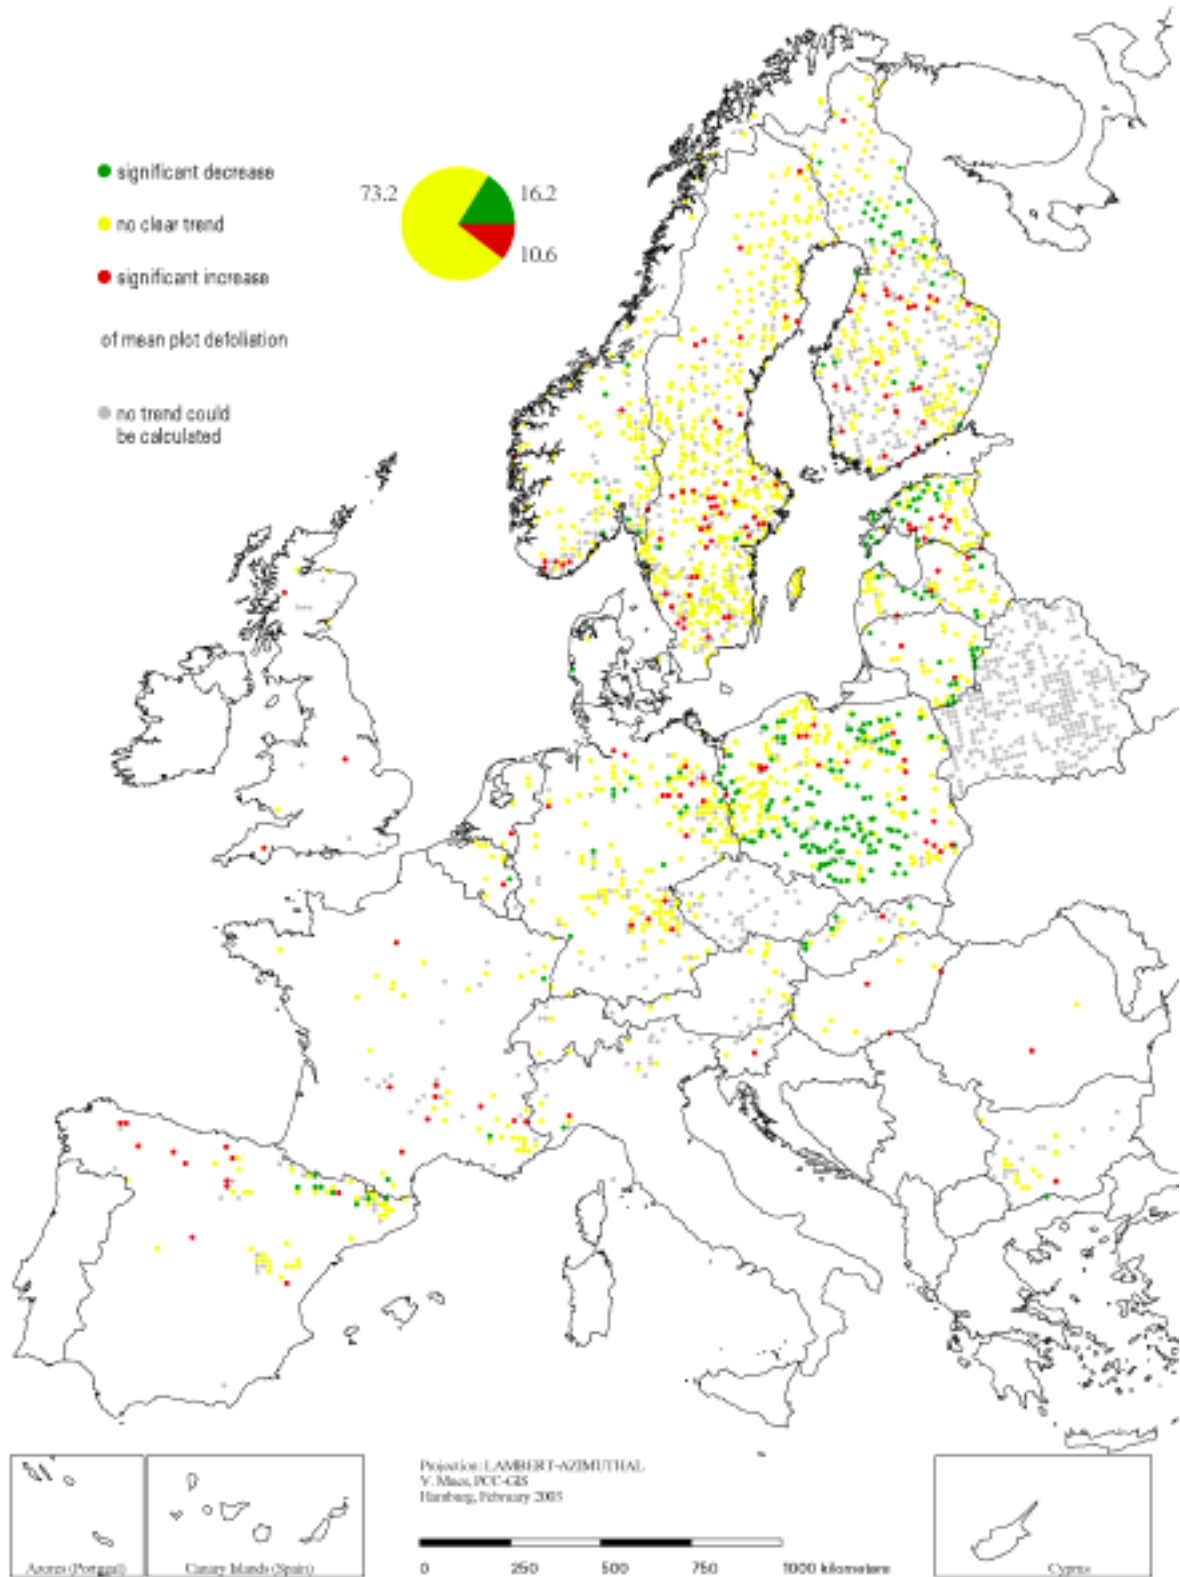 significant decrease
no clear trend
significant increase
of mean plot defoliation
no trend could
be calculated
73.2
16.2
10.6
Projection: LAMBERT-AZIMUTHAL
Hamburg, February 2003
Azores (Portugal)
Canary Islands (Spain)
0 250 500 750 1000 kilometers
Cyprus